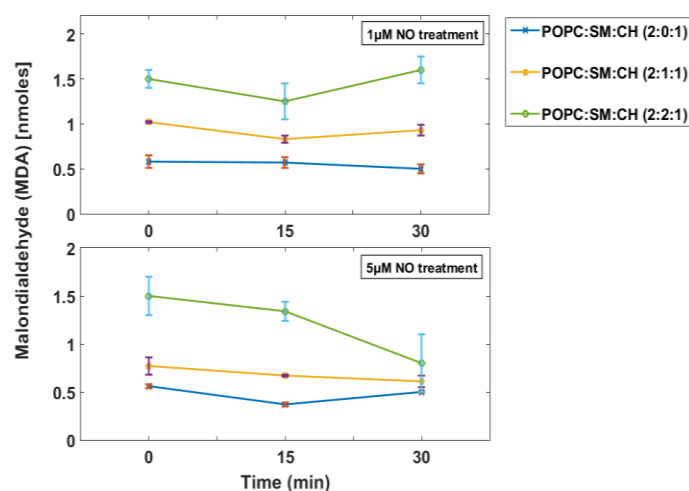 Malondialdehyde (MDA) [nmoles]
2
1.5
1
0.5
0
1µM NO treatment
0
15
30
POPC:SM:CH (2:0:1)
POPC:SM:CH (2:1:1)
POPC:SM:CH (2:2:1)
2
1.5
1
0.5
0
5µM NO treatment
0
15
30
Time (min)